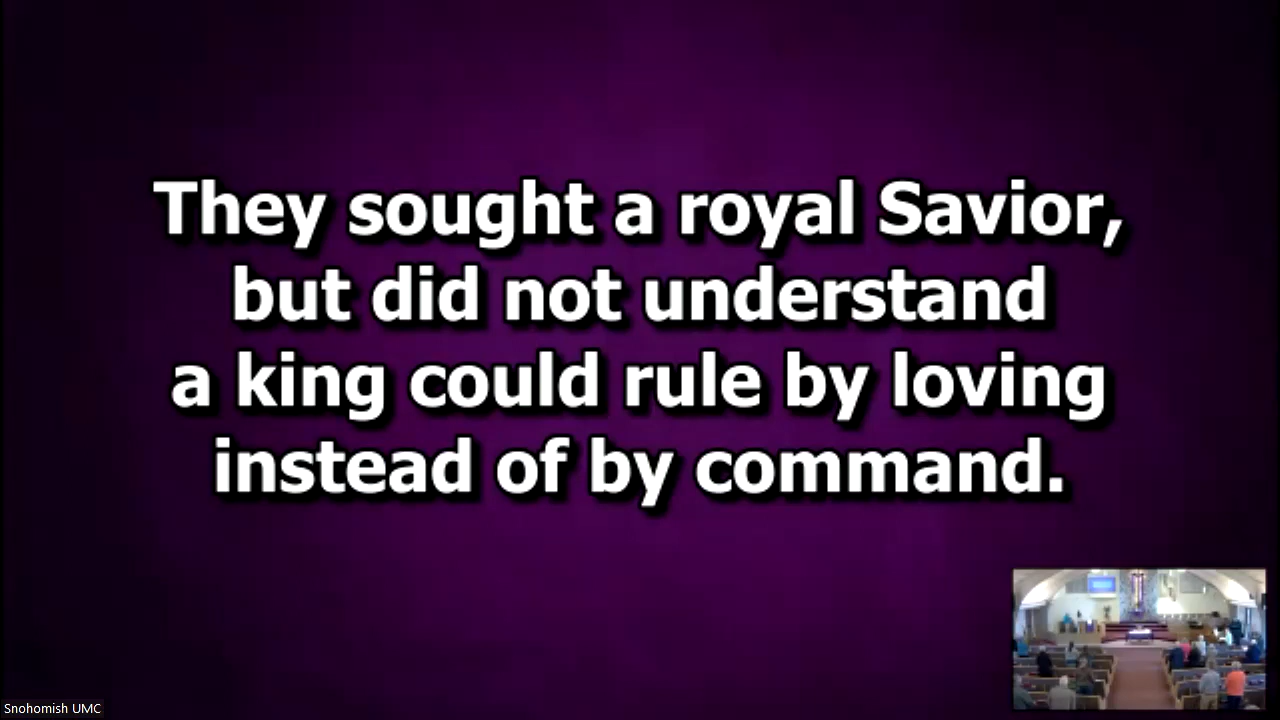 They sought a royal Savior,
but did not understand
a king could rule by loving
instead of by command.
Snohomish UMC